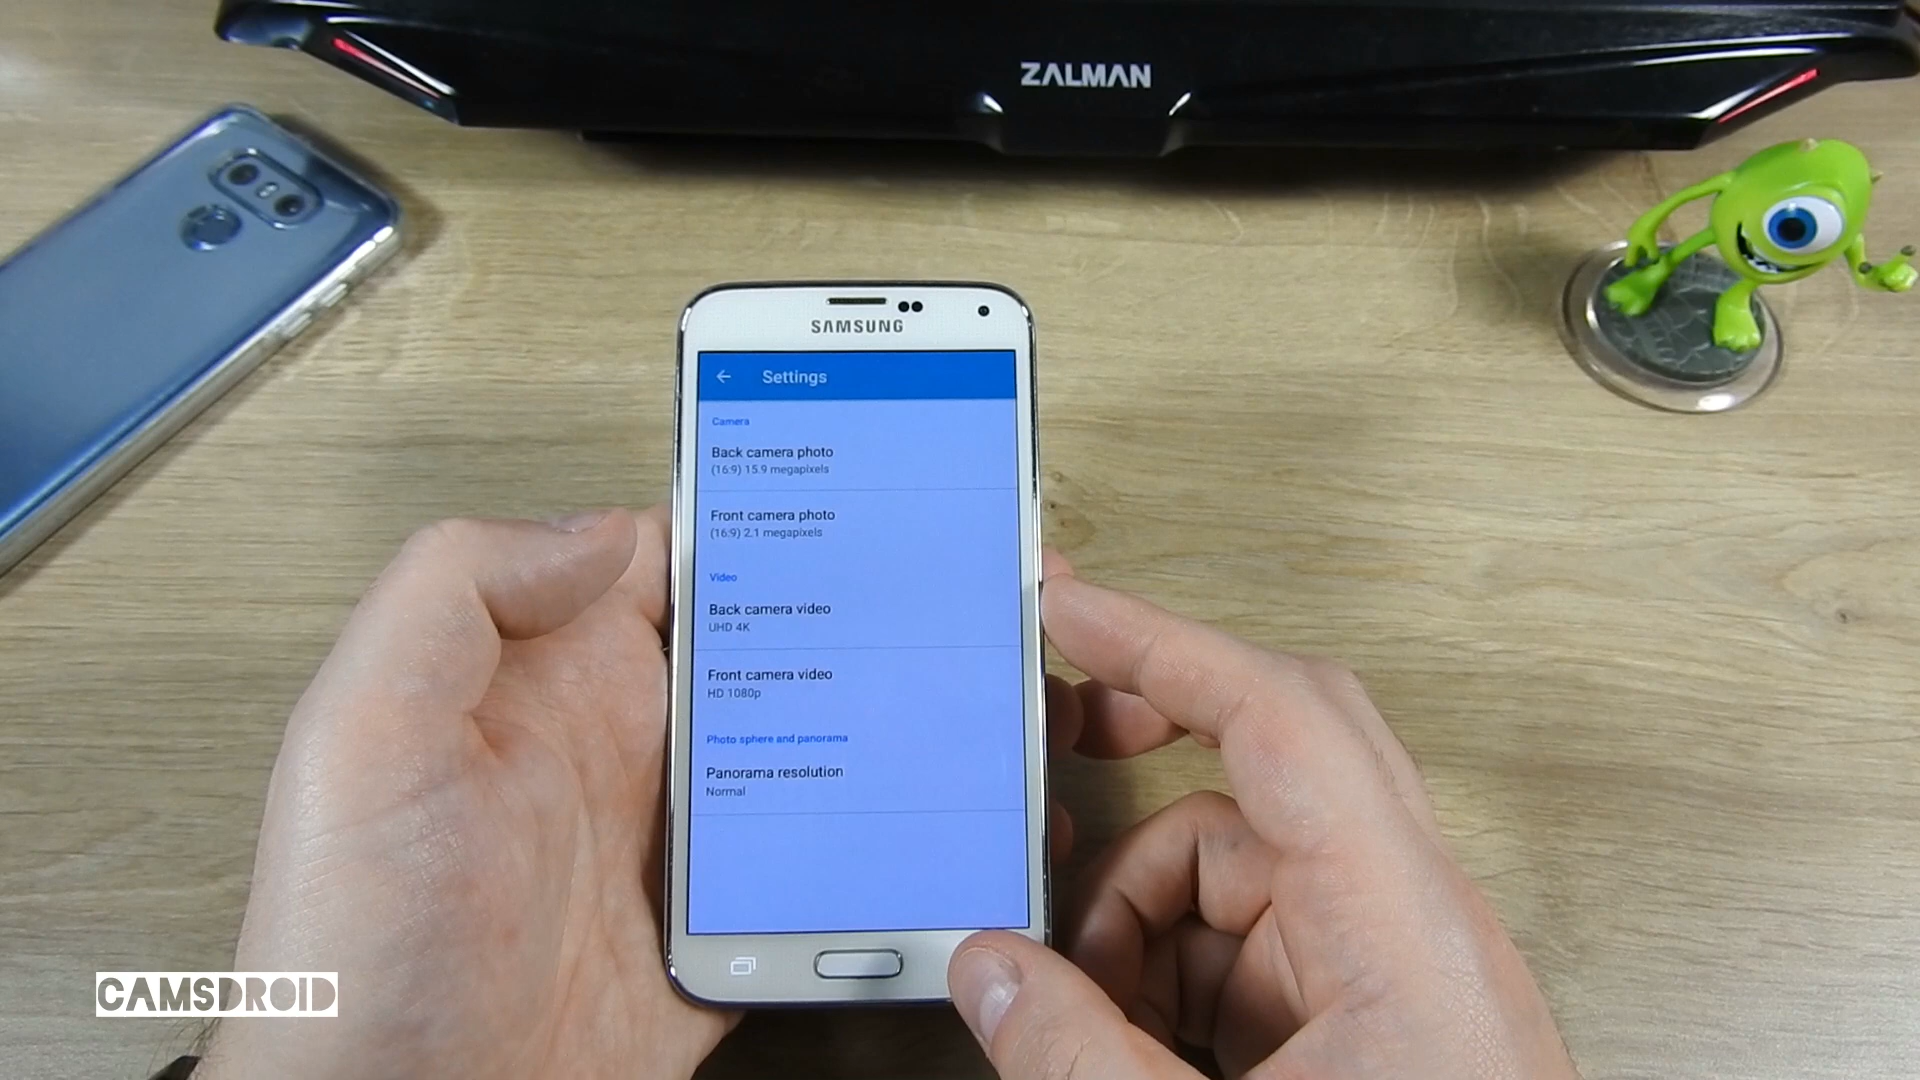 ZALMAN
SAMSUNG
Settings
Camera
Back camera photo
(16:9) 15.9 megapixels
Front camera photo
(16:9) 2.1 megapixels
Video
Back camera video
UHD 4K
Front camera video
HD 1080p
Photo sphere and panorama
Panorama resolution
Normal
CAMSDROID